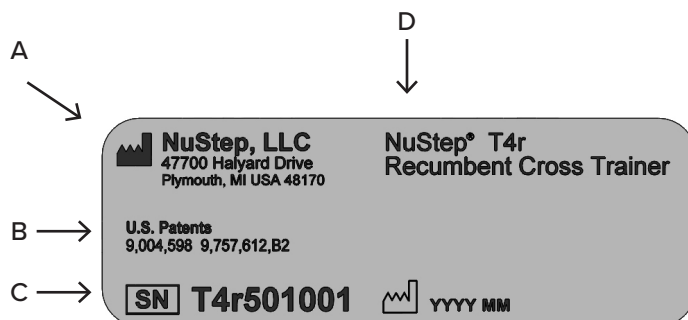 A
D
NuStep, LLC
47700 Halyard Drive
Plymouth, MI USA 48170
NuStep® T4r
Recumbent Cross Trainer
B
U.S. Patents
9,004,598 9,757,612,B2
C
SN T4r501001
YYYY MM